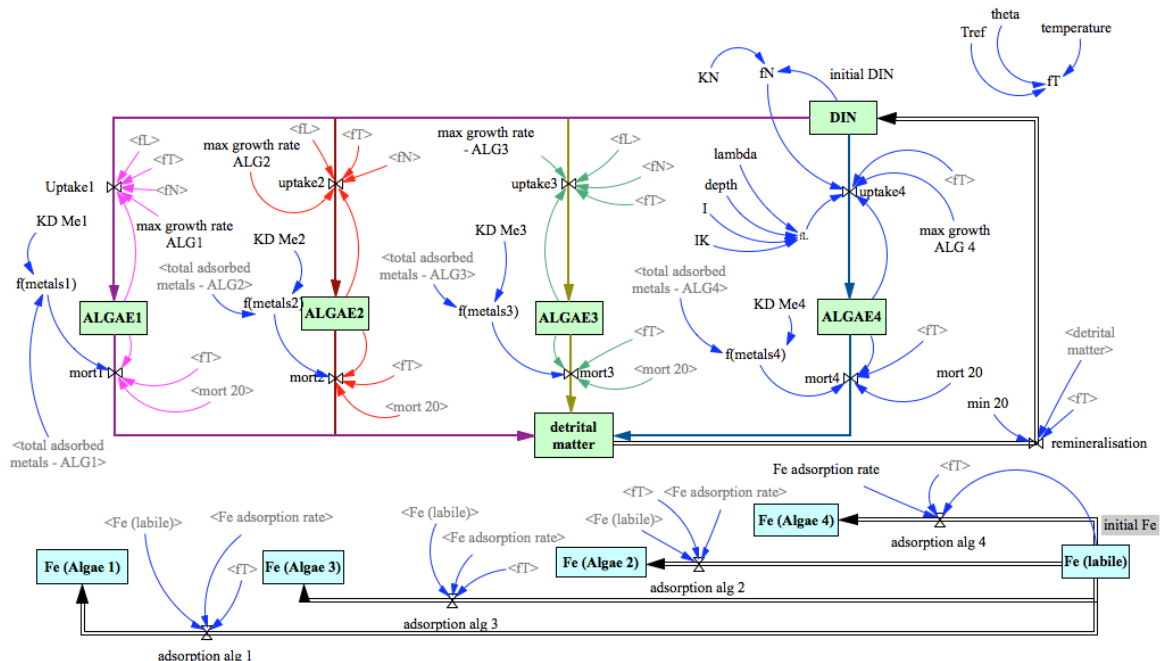 theta
Tref
temperature
fT
KN
fN
initial DIN
DIN
<fL>
<fT>
Uptake1
<fN>
max growth rate
ALG1
max growth rate
ALG2
<fL>
<fT>
<fN>
uptake2
max growth rate
- ALG3
<fL>
<fN>
uptake3
<fT>
lambda
depth
I
IK
fL
uptake4
<fT>
max growth
ALG 4
KD Me1
f(metals1)
KD Me2
<total adsorbed
metals - ALG2>
f(metals2)
KD Me3
<total adsorbed
metals - ALG3>
f(metals3)
<total adsorbed
metals - ALG4>
KD Me4
f(metals4)
ALGAE1
ALGAE2
ALGAE3
ALGAE4
mort1
<fT>
<mort 20>
mort2
<fT>
<mort 20>
<fT>
mort3
<mort 20>
<fT>
mort4
mort 20
<detrital
matter>
min 20
<fT>
remineralisation
<total adsorbed
metals - ALG1>
detrital
matter
Fe adsorption rate
<fT>
Fe (Algae 4)
adsorption alg 4
initial Fe
Fe (labile)
<fT>
<Fe adsorption rate>
<Fe (labile)>
Fe (Algae 2)
adsorption alg 2
<Fe (labile)>
<Fe adsorption rate>
<fT>
Fe (Algae 3)
adsorption alg 3
<Fe (labile)>
<Fe adsorption rate>
<fT>
Fe (Algae 1)
adsorption alg 1